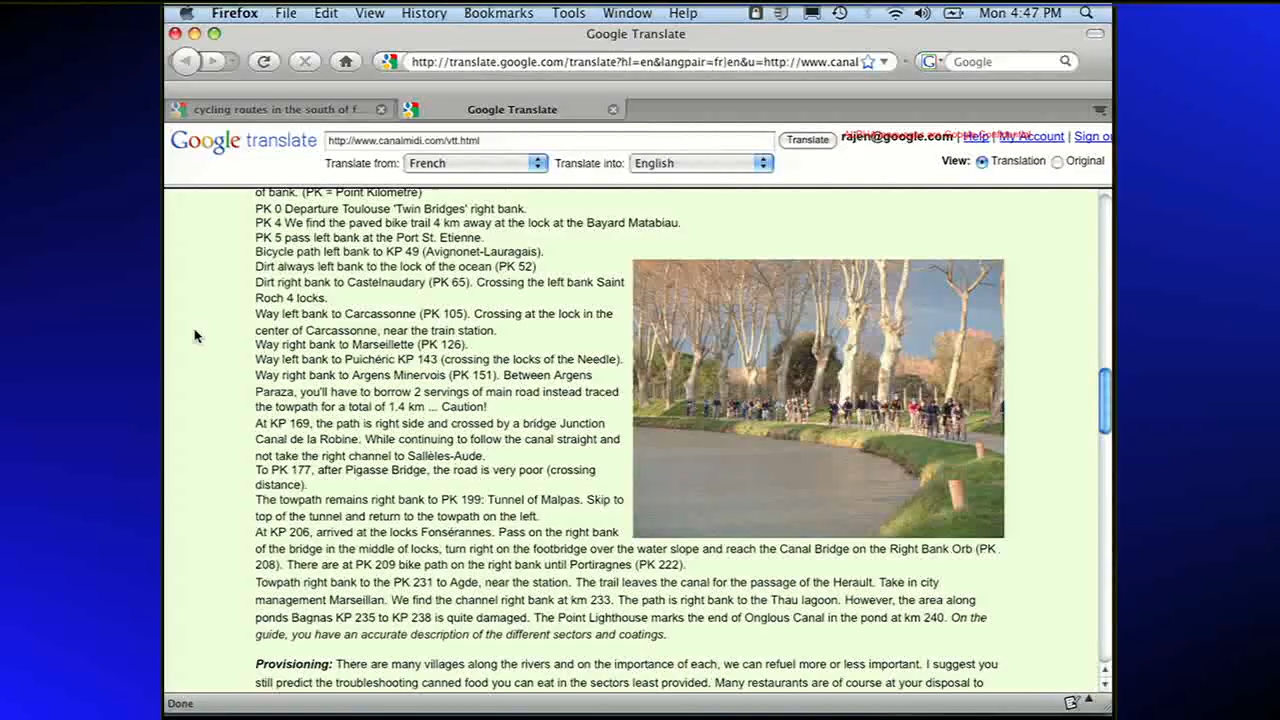 Firefox File Edit View History Bookmarks Tools Window Help Mon 4:47 PM
Google Translate
http://translate.google.com/translate?hl=en&langpair=fr|en&u=http://www.canal Google
cycling routes in the south of f... Google Translate
Google translate http://www.canalmidi.com/vtt.html Translate rajen@google.com | Help | My Account | Sign o
Translate from: French Translate into: English View: Translation Original
of bank. (PK = Point Kilometre)
PK 0 Departure Toulouse 'Twin Bridges' right bank.
PK 4 We find the paved bike trail 4 km away at the lock at the Bayard Matabiau.
PK 5 pass left bank at the Port St. Etienne.
Bicycle path left bank to KP 49 (Avignonet-Lauragais).
Dirt always left bank to the lock of the ocean (PK 52)
Dirt right bank to Castelnaudary (PK 65). Crossing the left bank Saint
Roch 4 locks.
Way left bank to Carcassonne (PK 105). Crossing at the lock in the
center of Carcassonne, near the train station.
Way right bank to Marseillette (PK 126).
Way left bank to Puichéric KP 143 (crossing the locks of the Needle).
Way right bank to Argens Minervois (PK 151). Between Argens
Paraza, you'll have to borrow 2 servings of main road instead traced
the towpath for a total of 1.4 km ... Caution!
At KP 169, the path is right side and crossed by a bridge Junction
Canal de la Robine. While continuing to follow the canal straight and
not take the right channel to Sallèles-Aude.
To PK 177, after Pigasse Bridge, the road is very poor (crossing
distance).
The towpath remains right bank to PK 199: Tunnel of Malpas. Skip to
top of the tunnel and return to the towpath on the left.
At KP 206, arrived at the locks Fonsérannes. Pass on the right bank
of the bridge in the middle of locks, turn right on the footbridge over the water slope and reach the Canal Bridge on the Right Bank Orb (PK
208). There are at PK 209 bike path on the right bank until Portiragnes (PK 222).
Towpath right bank to the PK 231 to Agde, near the station. The trail leaves the canal for the passage of the Herault. Take in city
management Marseillan. We find the channel right bank at km 233. The path is right bank to the Thau lagoon. However, the area along
ponds Bagnas KP 235 to KP 238 is quite damaged. The Point Lighthouse marks the end of Onglous Canal in the pond at km 240. On the
guide, you have an accurate description of the different sectors and coatings.
Provisioning: There are many villages along the rivers and on the importance of each, we can refuel more or less important. I suggest you
still predict the troubleshooting canned food you can eat in the sectors least provided. Many restaurants are of course at your disposal to
Done